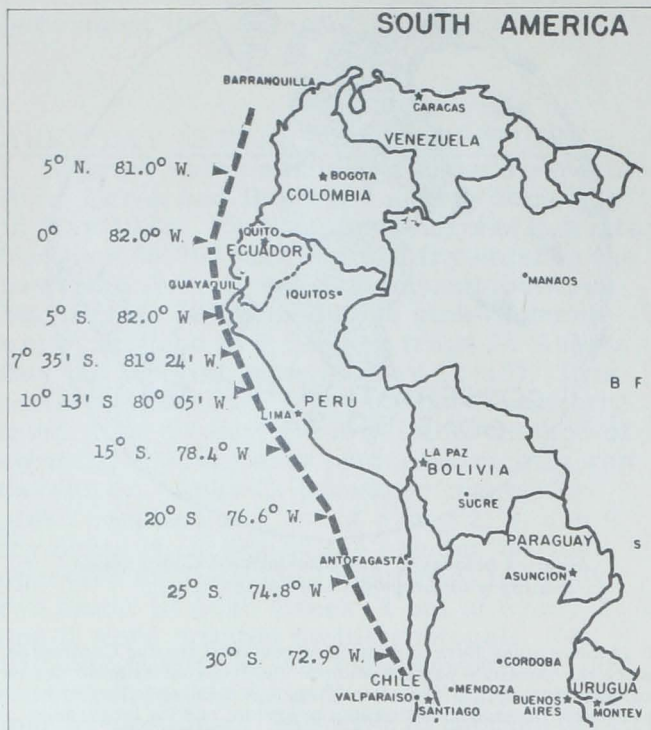 SOUTH AMERICA
BARRANQUILLA
CARACAS
VENEZUELA
5° N. 81.0° W.
BOGOTA
COLOMBIA
0° 82.0° W.
QUITO
ECUADOR
MANAOS
GUAYAQUIL
IQUITOS
5° S. 82.0° W
7° 35' S. 81° 24' W.
B F
10° 13' S 80° 05' W.
PERU
LIMA
15° S. 78.4° W
LA PAZ
BOLIVIA
SUCRE
20° S 76.6° W.
PARAGUAY
S
ANTOFAGASTA
ASUNCION
25° S. 74.8° W.
30° S. 72.9° W.
CORDOBA
CHILE
MENDOZA
URUGUA
VALPARAISO
SANTIAGO
BUENOS
AIRES
MONTEV